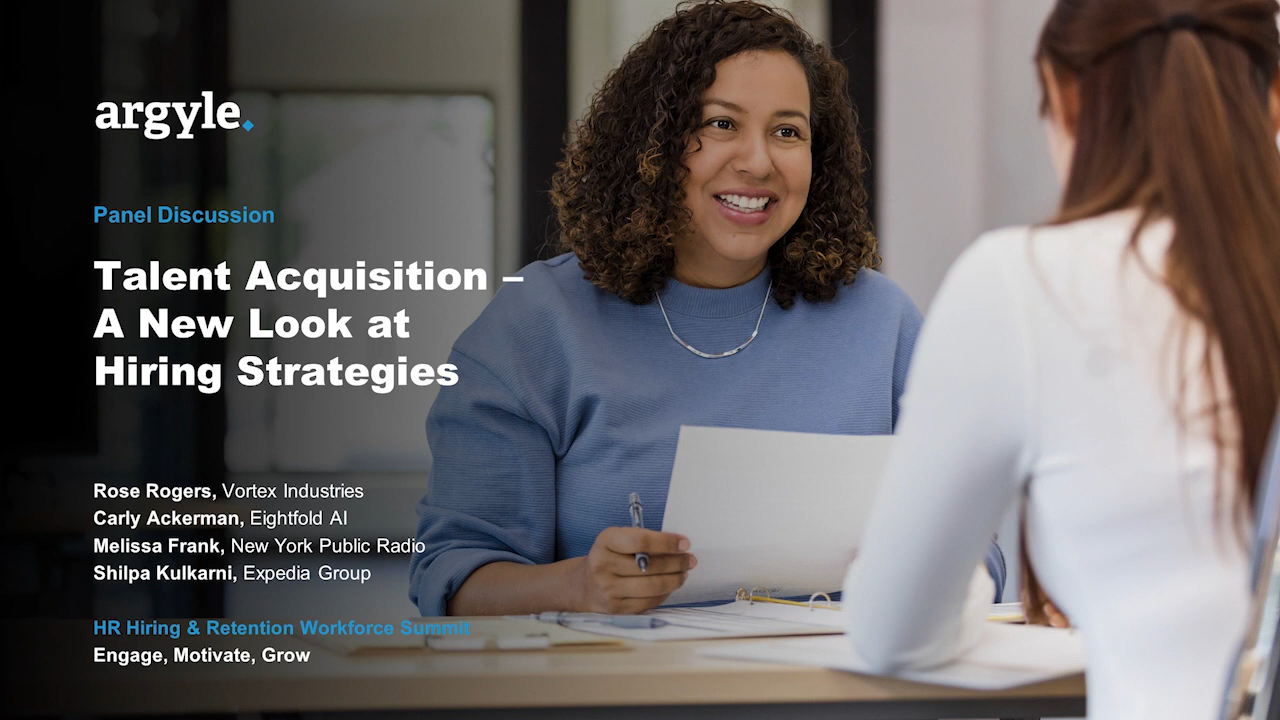 argyle.
Panel Discussion
Talent Acquisition –
A New Look at
Hiring Strategies
Rose Rogers, Vortex Industries
Carly Ackerman, Eightfold AI
Melissa Frank, New York Public Radio
Shilpa Kulkarni, Expedia Group
HR Hiring & Retention Workforce Summit
Engage, Motivate, Grow